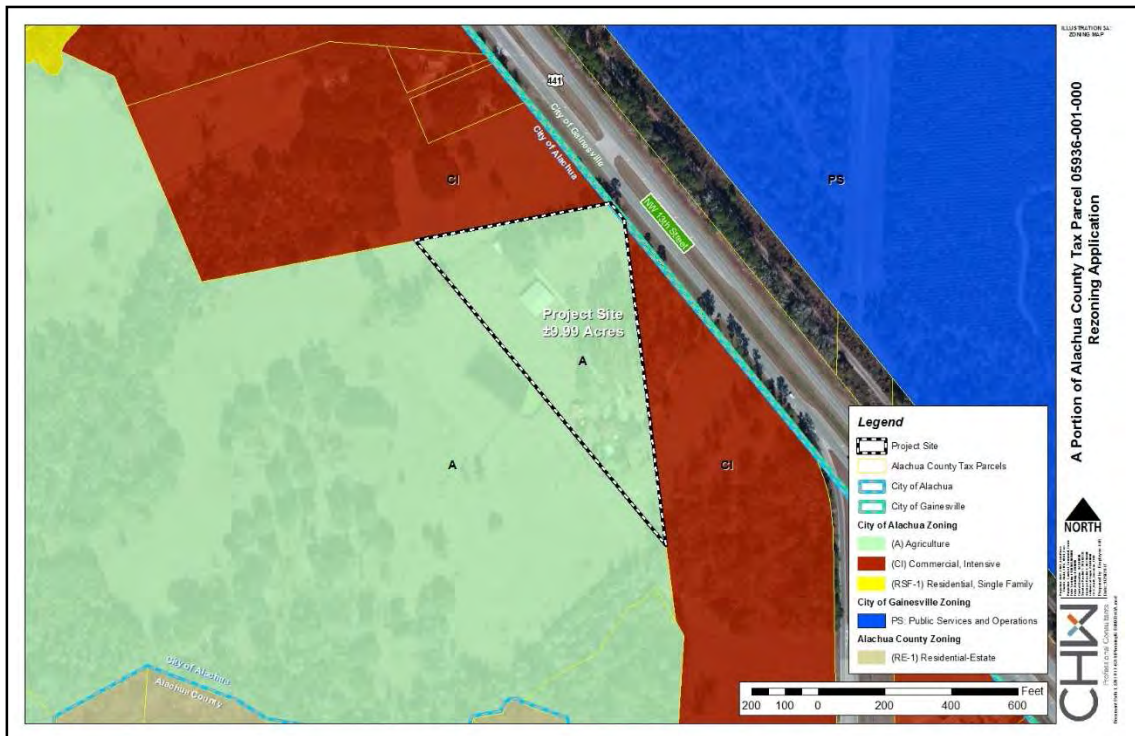 ILLUSTRATION 3A:
ZONING MAP
A Portion of Alachua County Tax Parcel 05936-001-000
Rezoning Application
441
City of Gainesville
City of Alachua
CI
PS
NW 13th Street
Project Site
±9.99 Acres
A
A
CI
City of Alachua
Alachua County
Legend
Project Site
Alachua County Tax Parcels
City of Alachua
City of Gainesville
City of Alachua Zoning
(A) Agriculture
(CI) Commercial, Intensive
(RSF-1) Residential, Single Family
City of Gainesville Zoning
PS: Public Services and Operations
Alachua County Zoning
(RE-1) Residential-Estate
Feet
200 100 0 200 400 600
NORTH
CHW
Professional Consultants